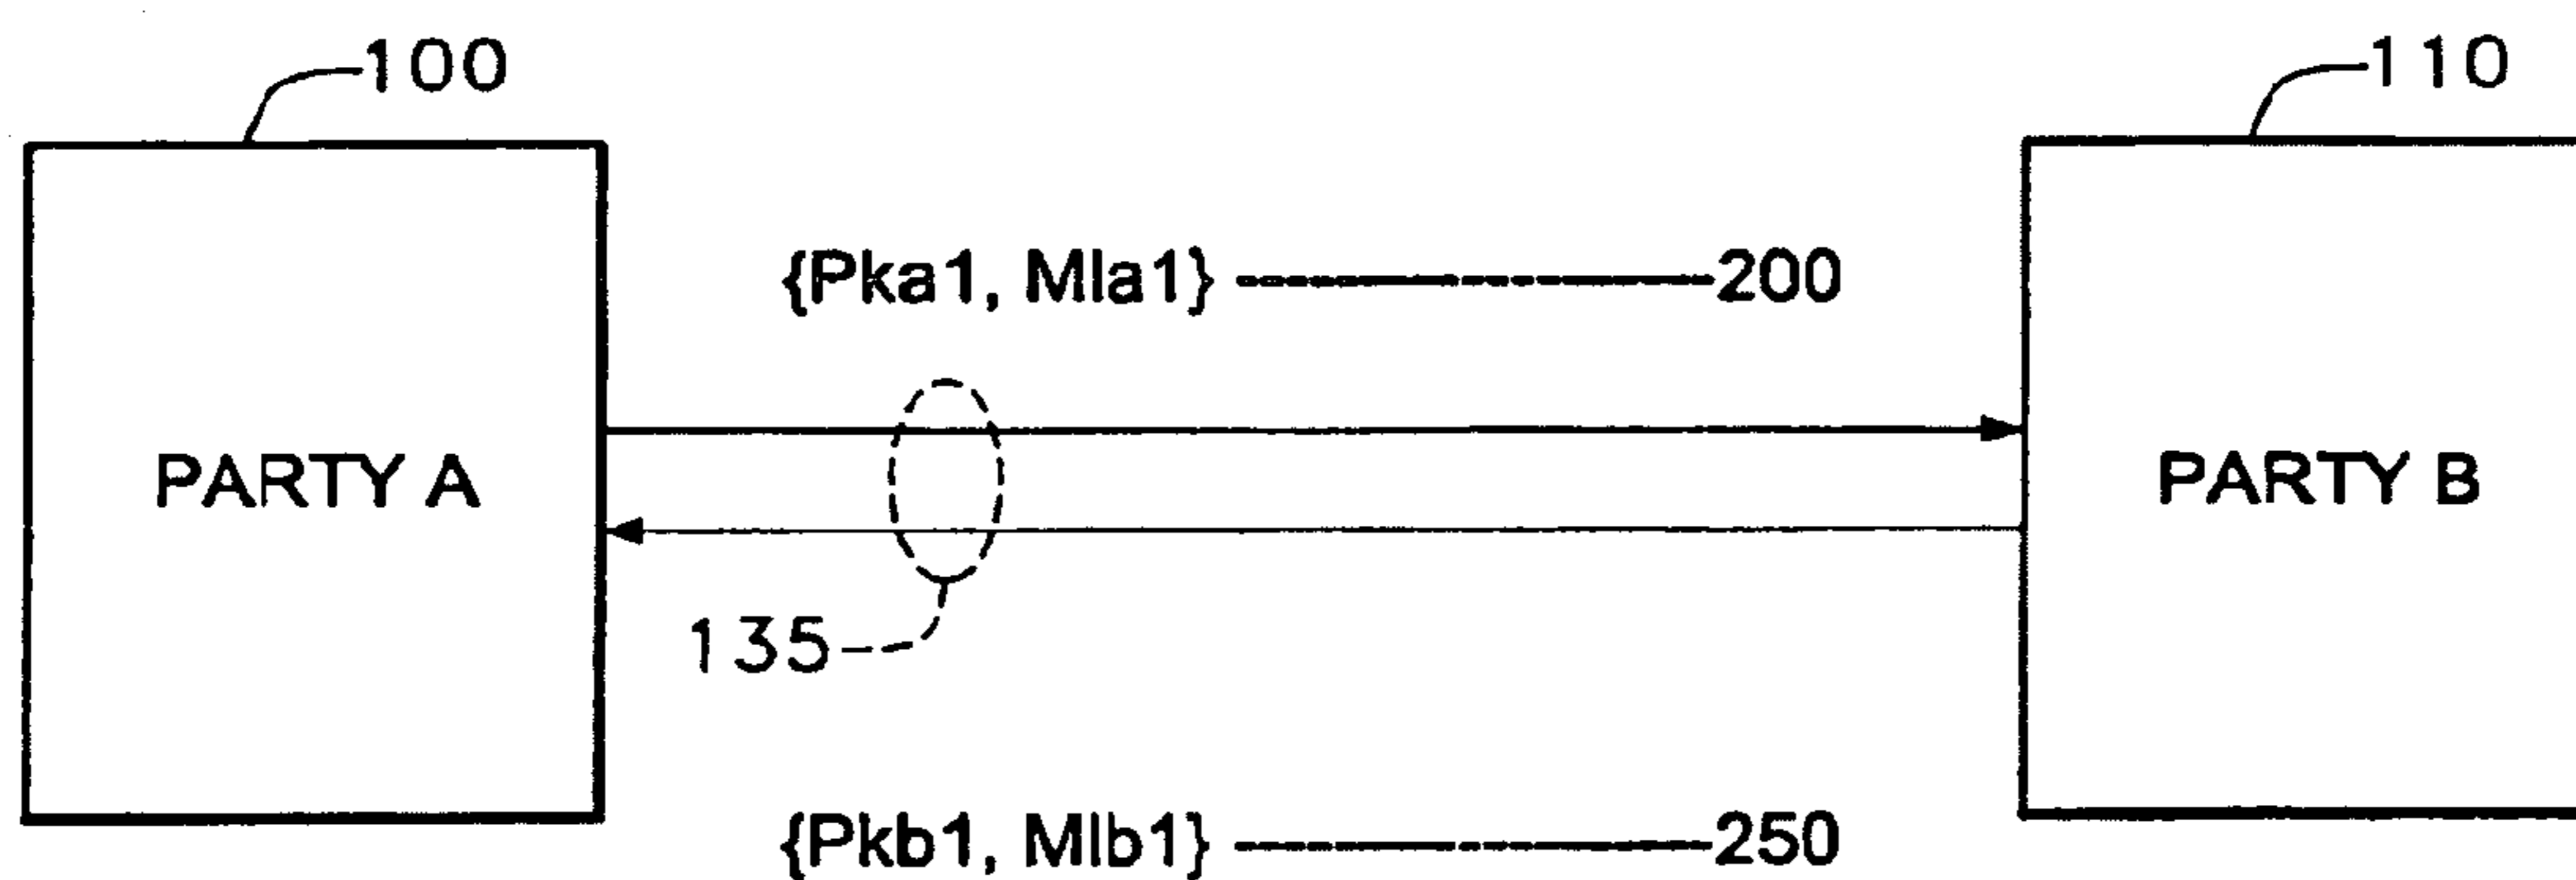 100
110
{Pka1, Mla1} 200
PARTY A
PARTY B
135
{Pkb1, Mlb1} 250